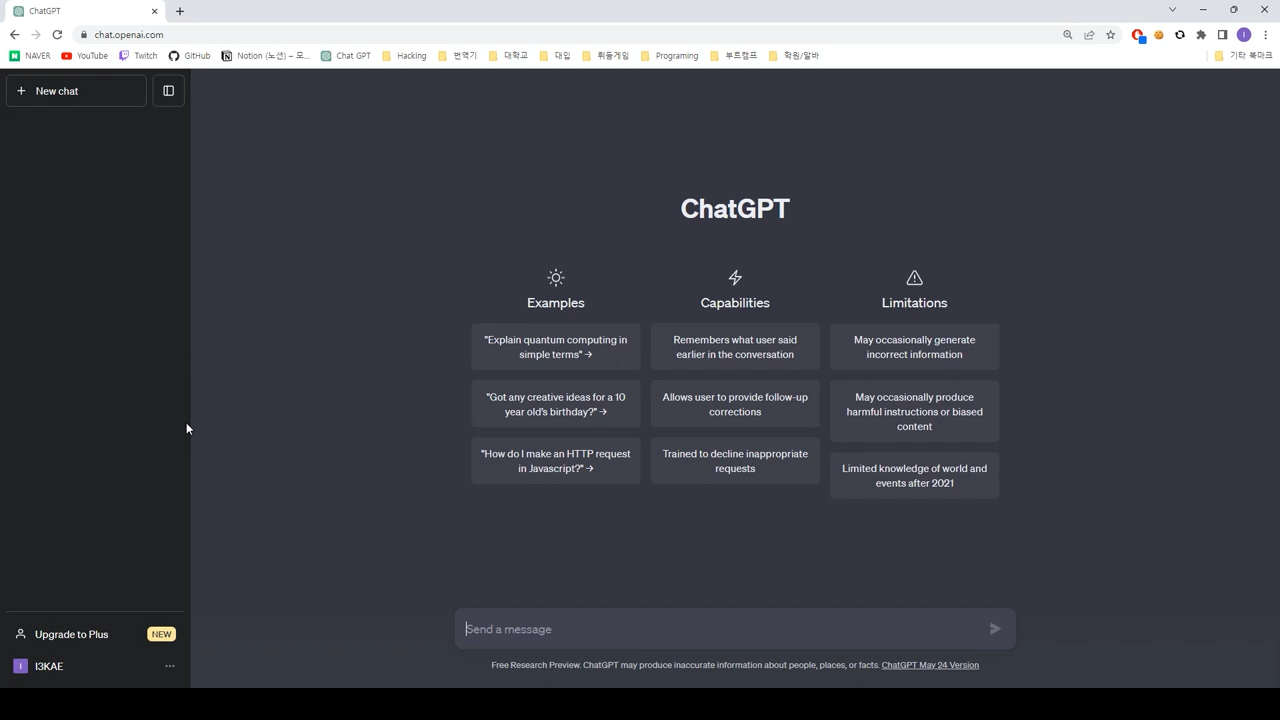 ChatGPT
chat.openai.com
NAVER YouTube Twitch GitHub Notion (노션) – 모... Chat GPT Hacking 번역기 대학교 대입 뤼동게임 Programing 부트캠프 학원/알바 기타 북마크
New chat
ChatGPT
Examples
"Explain quantum computing in
simple terms" →
"Got any creative ideas for a 10
year old's birthday?" →
"How do I make an HTTP request
in Javascript?" →
Capabilities
Remembers what user said
earlier in the conversation
Allows user to provide follow-up
corrections
Trained to decline inappropriate
requests
Limitations
May occasionally generate
incorrect information
May occasionally produce
harmful instructions or biased
content
Limited knowledge of world and
events after 2021
Upgrade to Plus NEW
I I3KAE
Send a message
Free Research Preview. ChatGPT may produce inaccurate information about people, places, or facts. ChatGPT May 24 Version